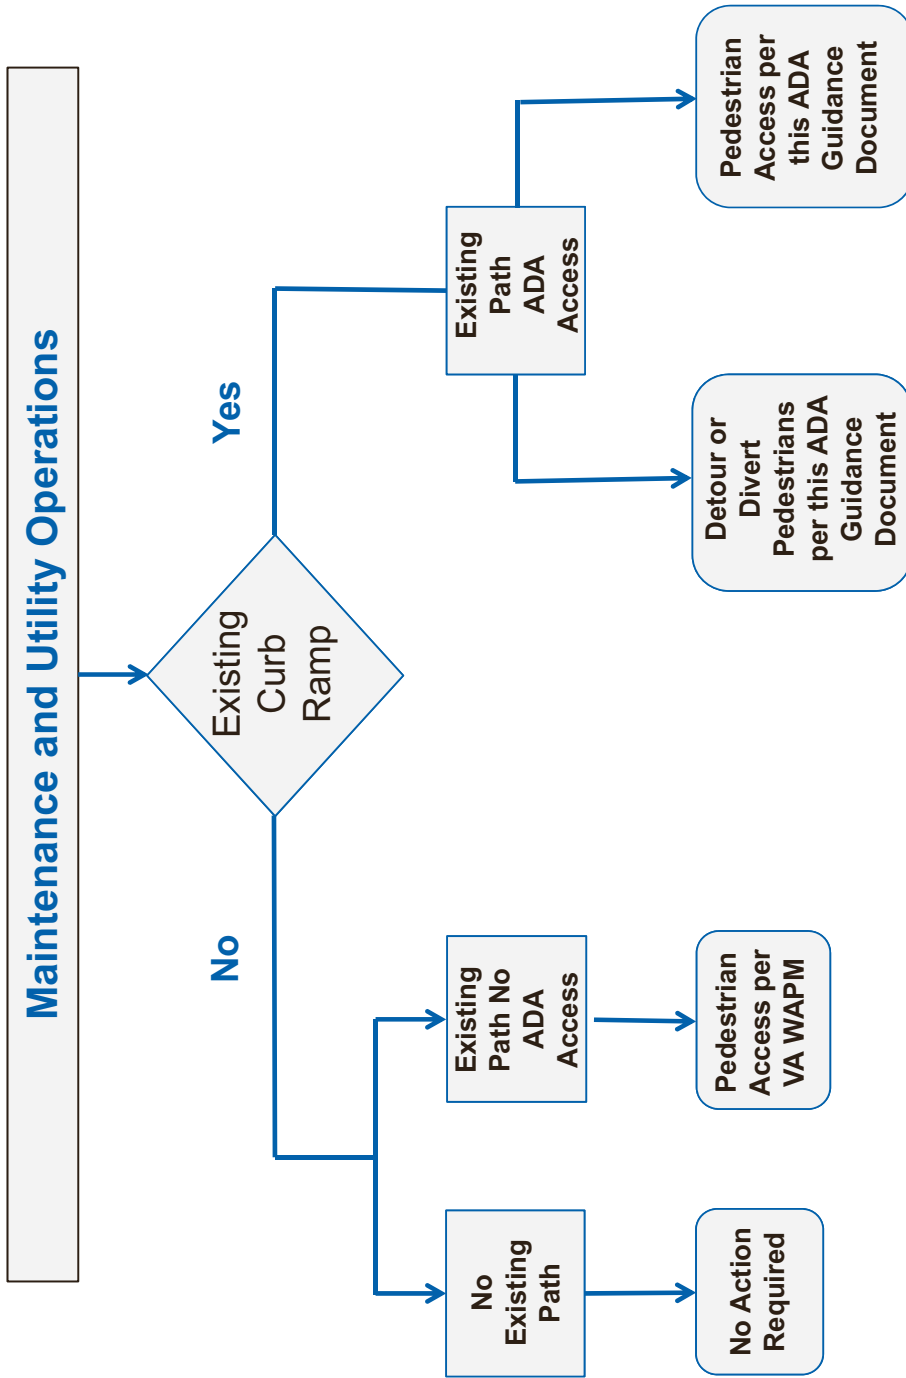 Maintenance and Utility Operations
Existing
Curb
Ramp
No
Yes
No
Existing
Path
Existing
Path No
ADA
Access
Existing
Path
ADA
Access
No Action
Required
Pedestrian
Access per
VA WAPM
Detour or
Divert
Pedestrians
per this ADA
Guidance
Document
Pedestrian
Access per
this ADA
Guidance
Document